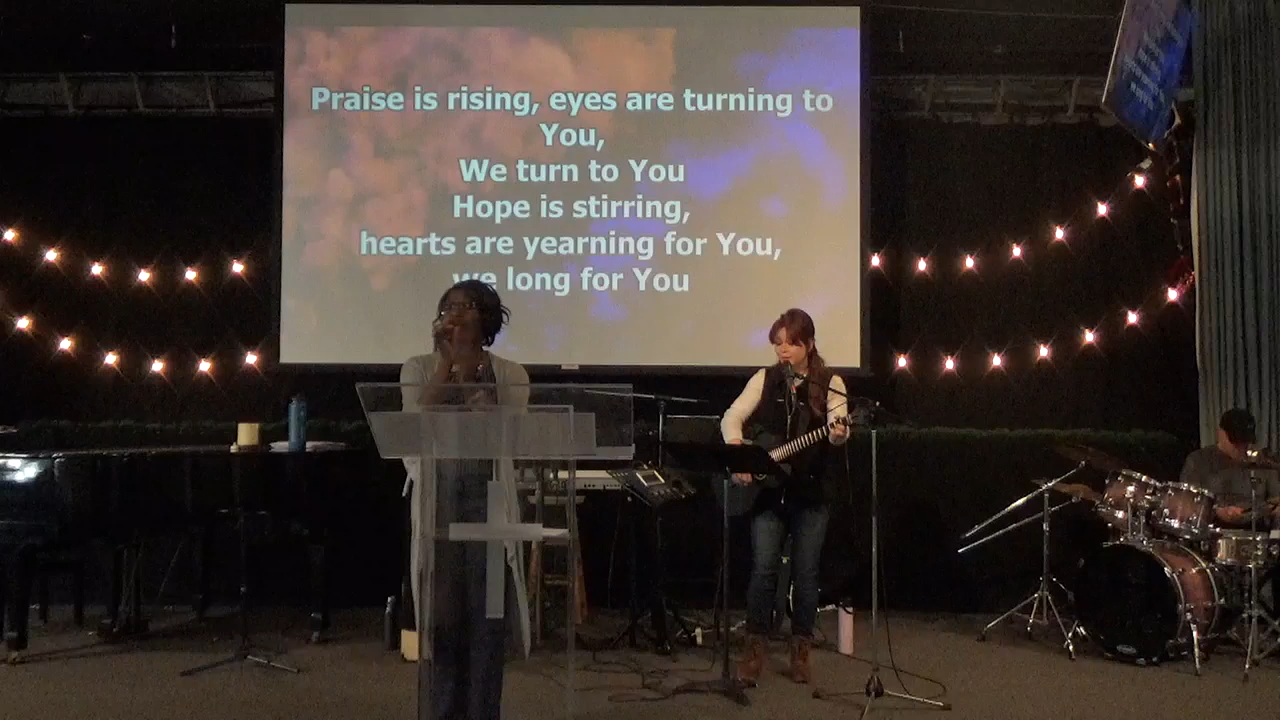 Praise is rising, eyes are turning to
You,
We turn to You
Hope is stirring,
hearts are yearning for You,
we long for You